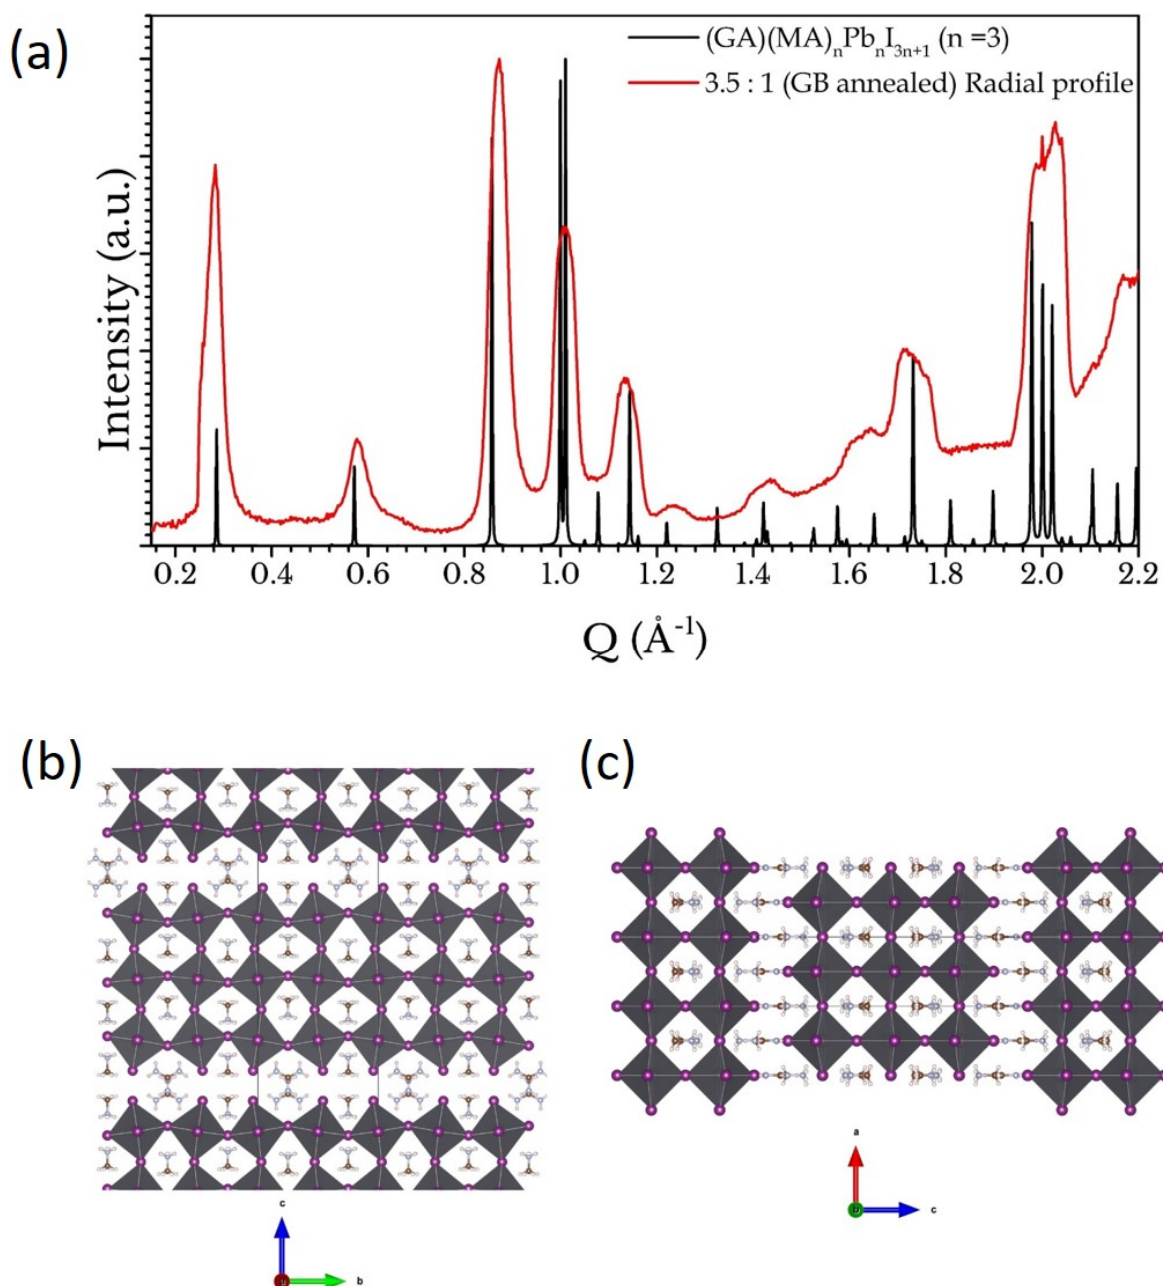 (a)
(GA)(MA)ₙPbₙI₃ₙ₊₁ (n =3)
3.5 : 1 (GB annealed) Radial profile
Intensity (a.u.)
0.2 0.4 0.6 0.8 1.0 1.2 1.4 1.6 1.8 2.0 2.2
Q (Å⁻¹)
(b)
(c)
c
b
a
b
c